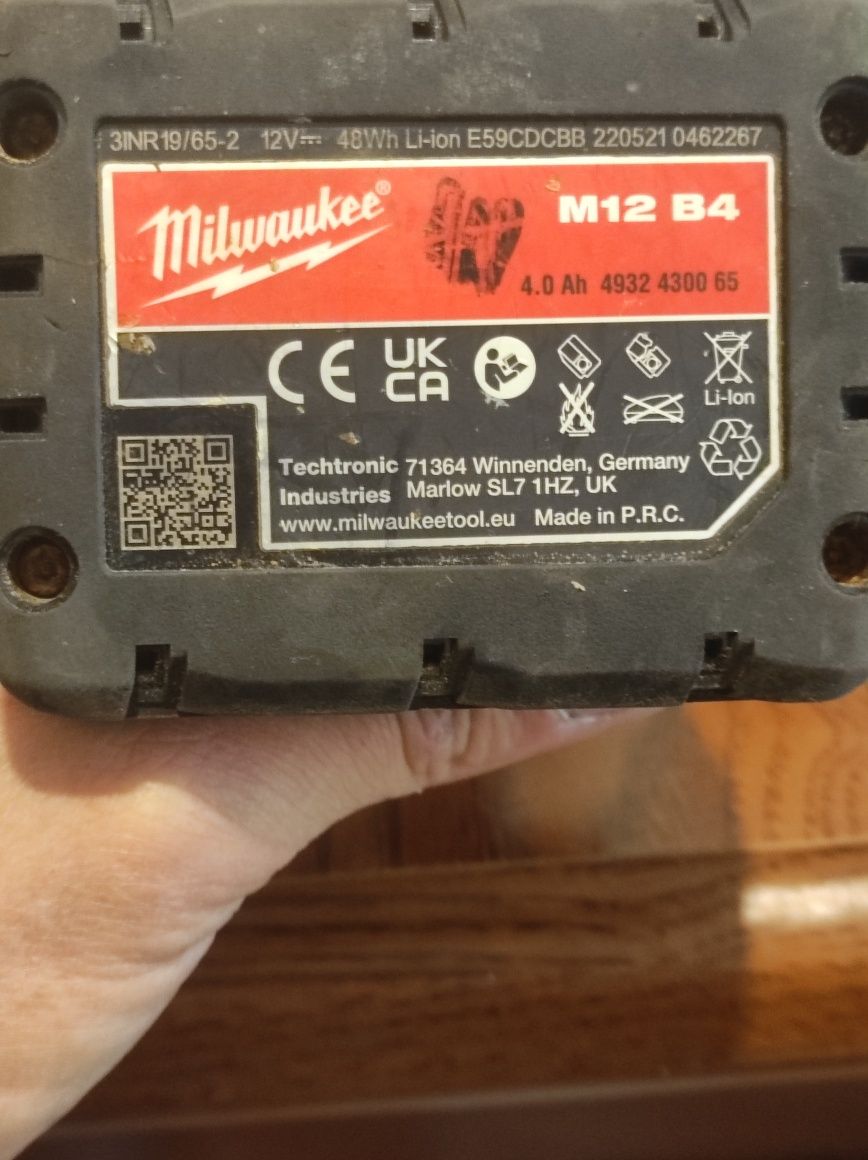 3INR19/65-2 12V⎓ 48Wh Li-ion E59CDCBB 220521 0462267
Milwaukee®
M12 B4
4.0 Ah 4932 4300 65
CE UK CA
Li-Ion
Techtronic Industries
71364 Winnenden, Germany
Marlow SL7 1HZ, UK
www.milwaukeetool.eu Made in P.R.C.